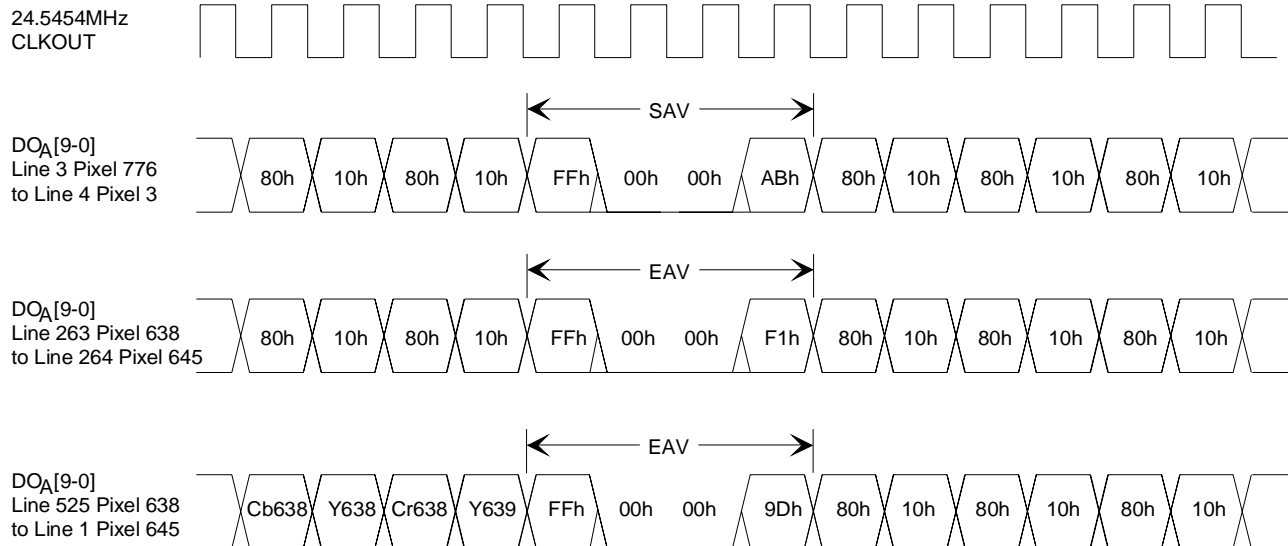 24.5454MHz
CLKOUT
SAV
DOA[9-0]
Line 3 Pixel 776
to Line 4 Pixel 3
80h 10h 80h 10h FFh 00h 00h ABh 80h 10h 80h 10h 80h 10h
EAV
DOA[9-0]
Line 263 Pixel 638
to Line 264 Pixel 645
80h 10h 80h 10h FFh 00h 00h F1h 80h 10h 80h 10h 80h 10h
EAV
DOA[9-0]
Line 525 Pixel 638
to Line 1 Pixel 645
Cb638 Y638 Cr638 Y639 FFh 00h 00h 9Dh 80h 10h 80h 10h 80h 10h